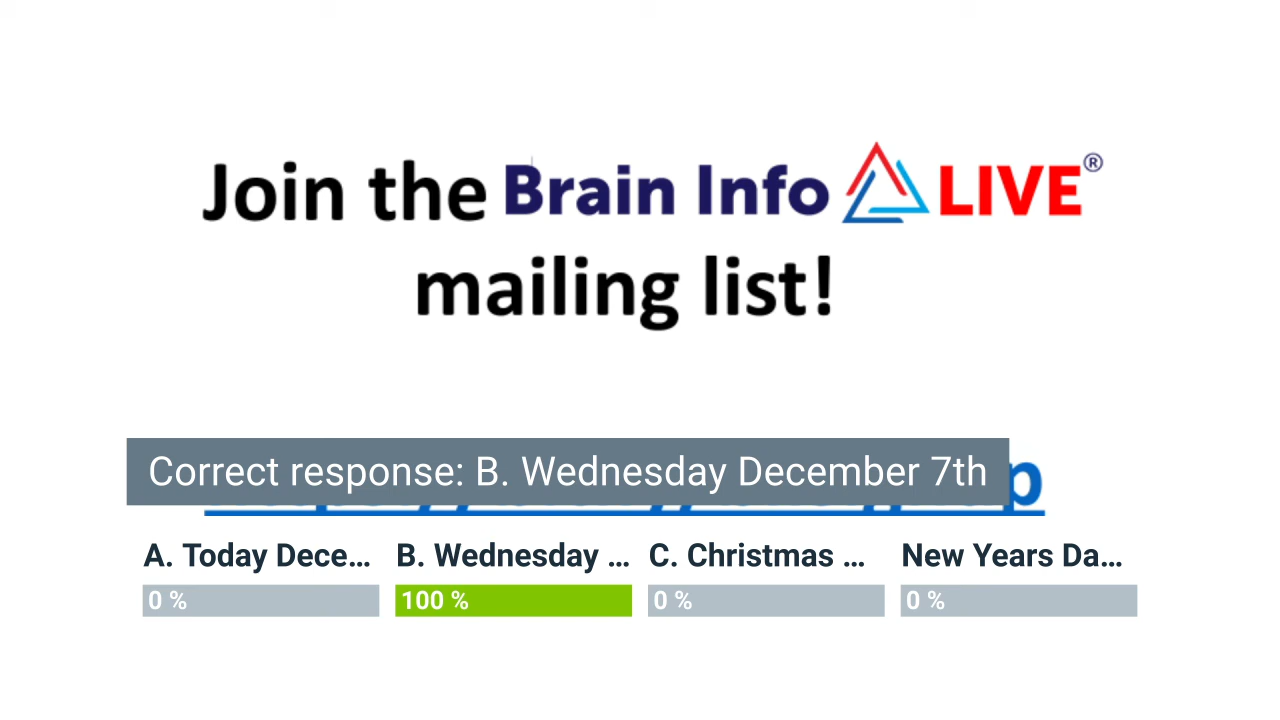 Join the Brain Info LIVE®
mailing list!
Correct response: B. Wednesday December 7th
A. Today Dece... B. Wednesday ... C. Christmas ... New Years Da...
0 % 100 % 0 % 0 %